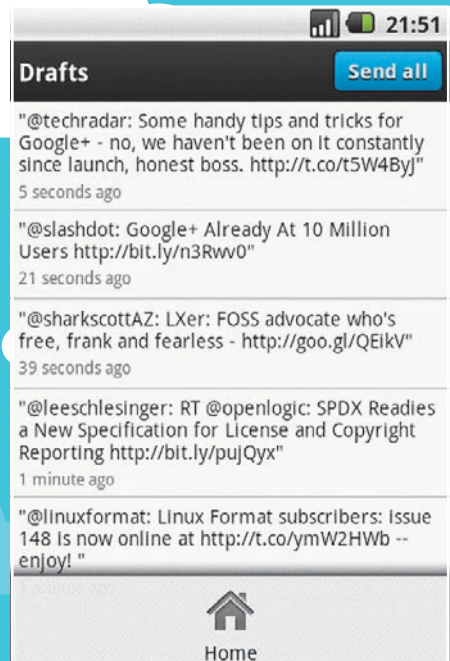 21:51
Drafts
Send all
"@techradar: Some handy tips and tricks for
Google+ - no, we haven't been on it constantly
since launch, honest boss. http://t.co/t5W4ByJ"
5 seconds ago
"@slashdot: Google+ Already At 10 Million
Users http://bit.ly/n3Rwv0"
21 seconds ago
"@sharkscottAZ: LXer: FOSS advocate who's
free, frank and fearless - http://goo.gl/QEikV"
39 seconds ago
"@leeschlesinger: RT @openlogic: SPDX Readies
a New Specification for License and Copyright
Reporting http://bit.ly/pujQyx"
1 minute ago
"@linuxformat: Linux Format subscribers: issue
148 is now online at http://t.co/ymW2HWb --
enjoy! "
1 minute ago
Home